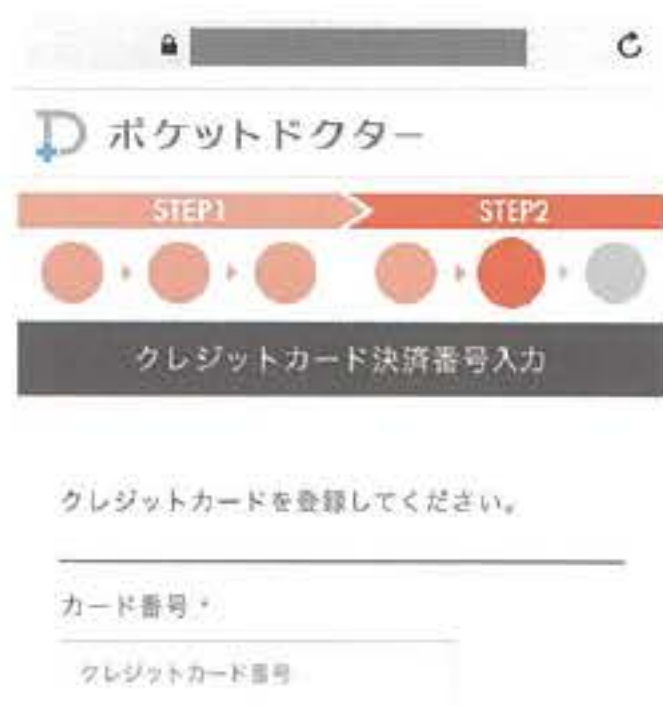 ポケットドクター
STEP1 STEP2
クレジットカード決済番号入力
クレジットカードを登録してください。
カード番号 *
クレジットカード番号